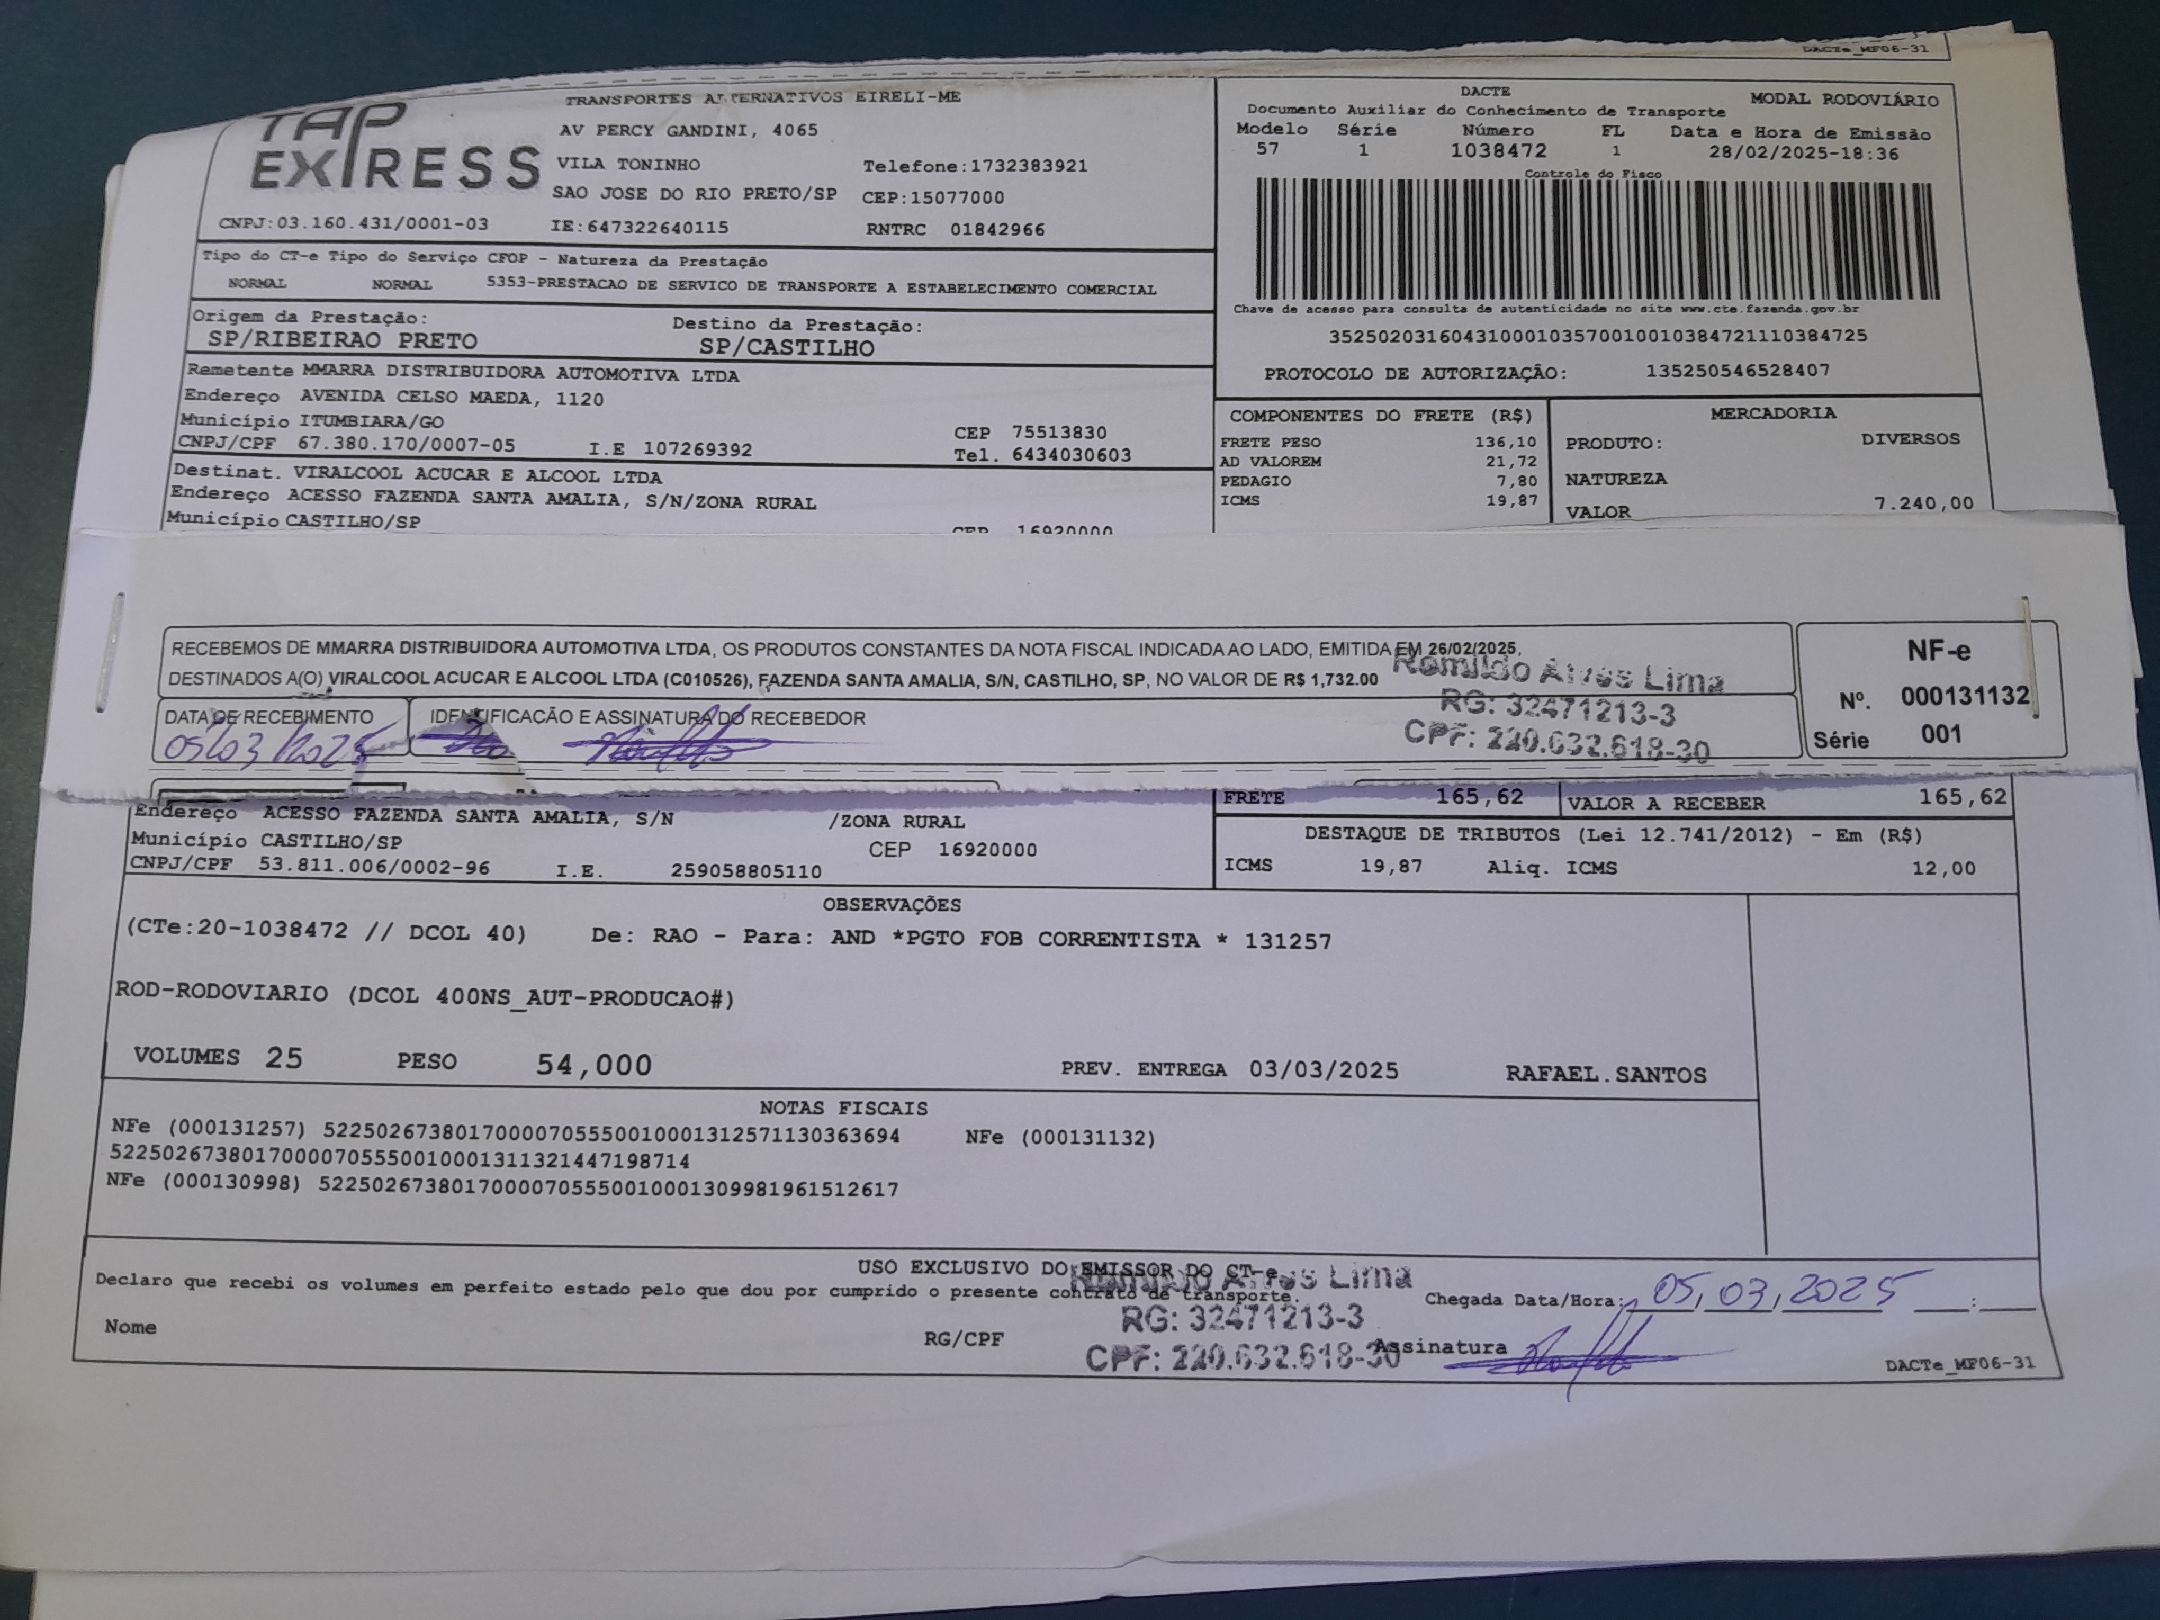 DACTe_MF06-31
TAP EXPRESS
TRANSPORTES ALTERNATIVOS EIRELI-ME
AV PERCY GANDINI, 4065
VILA TONINHO Telefone:1732383921
SAO JOSE DO RIO PRETO/SP CEP:15077000
CNPJ:03.160.431/0001-03 IE:647322640115 RNTRC 01842966
DACTE
MODAL RODOVIÁRIO
Documento Auxiliar do Conhecimento de Transporte
Modelo Série Número FL Data e Hora de Emissão
57 1 1038472 1 28/02/2025-18:36
Controle do Fisco
Chave de acesso para consulta de autenticidade no site www.cte.fazenda.gov.br
35250203160431000103570010010384721110384725
PROTOCOLO DE AUTORIZAÇÃO: 135250546528407
Tipo do CT-e Tipo do Serviço CFOP - Natureza da Prestação
NORMAL NORMAL 5353-PRESTACAO DE SERVICO DE TRANSPORTE A ESTABELECIMENTO COMERCIAL
Origem da Prestação: Destino da Prestação:
SP/RIBEIRAO PRETO SP/CASTILHO
Remetente MMARRA DISTRIBUIDORA AUTOMOTIVA LTDA
Endereço AVENIDA CELSO MAEDA, 1120
Município ITUMBIARA/GO CEP 75513830
CNPJ/CPF 67.380.170/0007-05 I.E 107269392 Tel. 6434030603
Destinat. VIRALCOOL ACUCAR E ALCOOL LTDA
Endereço ACESSO FAZENDA SANTA AMALIA, S/N/ZONA RURAL
Município CASTILHO/SP CEP 16920000
COMPONENTES DO FRETE (R$)
FRETE PESO 136,10
AD VALOREM 21,72
PEDAGIO 7,80
ICMS 19,87
MERCADORIA
PRODUTO: DIVERSOS
NATUREZA
VALOR 7.240,00
RECEBEMOS DE MMARRA DISTRIBUIDORA AUTOMOTIVA LTDA, OS PRODUTOS CONSTANTES DA NOTA FISCAL INDICADA AO LADO, EMITIDA EM 26/02/2025,
DESTINADOS A(O) VIRALCOOL ACUCAR E ALCOOL LTDA (C010526), FAZENDA SANTA AMALIA, S/N, CASTILHO, SP, NO VALOR DE R$ 1,732.00
DATA DE RECEBIMENTO IDENTIFICAÇÃO E ASSINATURA DO RECEBEDOR
05/03/2025
Romildo Alves Lima
RG: 32471213-3
CPF: 220.632.618-30
NF-e
Nº. 000131132
Série 001
Endereço ACESSO FAZENDA SANTA AMALIA, S/N /ZONA RURAL
Município CASTILHO/SP CEP 16920000
CNPJ/CPF 53.811.006/0002-96 I.E. 259058805110
FRETE 165,62 VALOR A RECEBER 165,62
DESTAQUE DE TRIBUTOS (Lei 12.741/2012) - Em (R$)
ICMS 19,87 Aliq. ICMS 12,00
OBSERVAÇÕES
(CTe:20-1038472 // DCOL 40) De: RAO - Para: AND *PGTO FOB CORRENTISTA * 131257
ROD-RODOVIARIO (DCOL 400NS_AUT-PRODUCAO#)
VOLUMES 25 PESO 54,000 PREV. ENTREGA 03/03/2025 RAFAEL.SANTOS
NOTAS FISCAIS
NFe (000131257) 52250267380170000705550010001312571130363694 NFe (000131132)
52250267380170000705550010001311321447198714
NFe (000130998) 52250267380170000705550010001309981961512617
USO EXCLUSIVO DO EMISSOR DO CT-e
Declaro que recebi os volumes em perfeito estado pelo que dou por cumprido o presente contrato de transporte.
Chegada Data/Hora: 05,03,2025 :
Nome RG/CPF Assinatura
Romildo Alves Lima
RG: 32471213-3
CPF: 220.632.618-30
DACTe_MF06-31